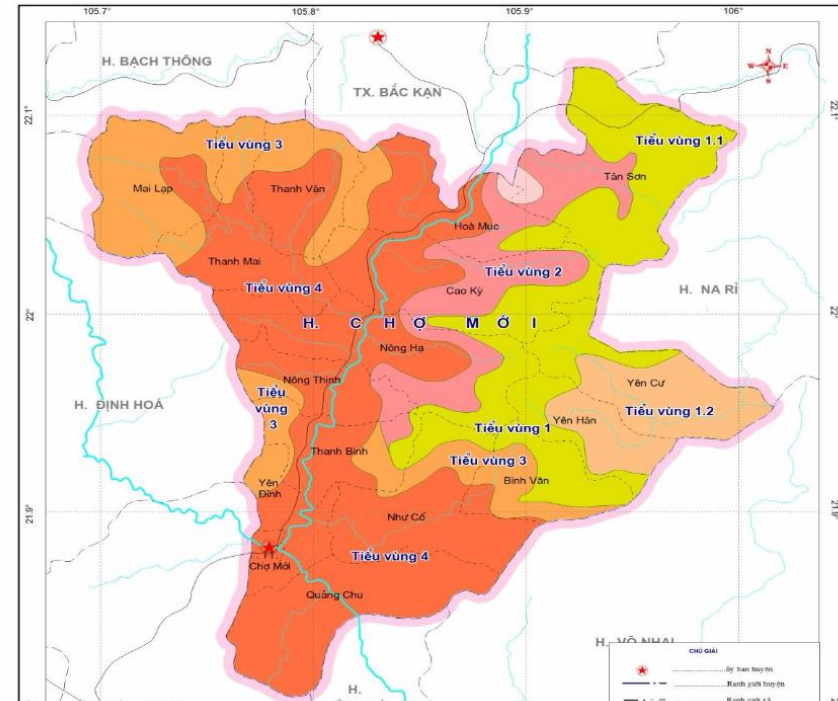 105.7
105.8
105.9
106°
H. BẠCH THÔNG
TX. BẮC KẠN
N
W
E
S
22.1°
22.1°
Tiểu vùng 3
Tiểu vùng 1.1
Mai Lạp
Thanh Vận
Tân Sơn
Hoà Mục
Thanh Mai
Tiểu vùng 2
Tiểu vùng 4
Cao Kỳ
H. NA RÌ
22°
H. CHỢ MỚI
Nông Hạ
Nông Thịnh
Tiểu
vùng
3
H. ĐỊNH HOÁ
Yên Cư
Tiểu vùng 1.2
Yên Hân
Tiểu vùng 1
Thanh Bình
Tiểu vùng 3
Bình Văn
Yên
Đĩnh
21.9°
21.9°
Như Cố
Tiểu vùng 4
Chợ Mới
Quảng Chu
H. VÕ NHAI
H.
CHÚ GIẢI
ủy ban huyện
Ranh giới huyện
Ranh giới xã